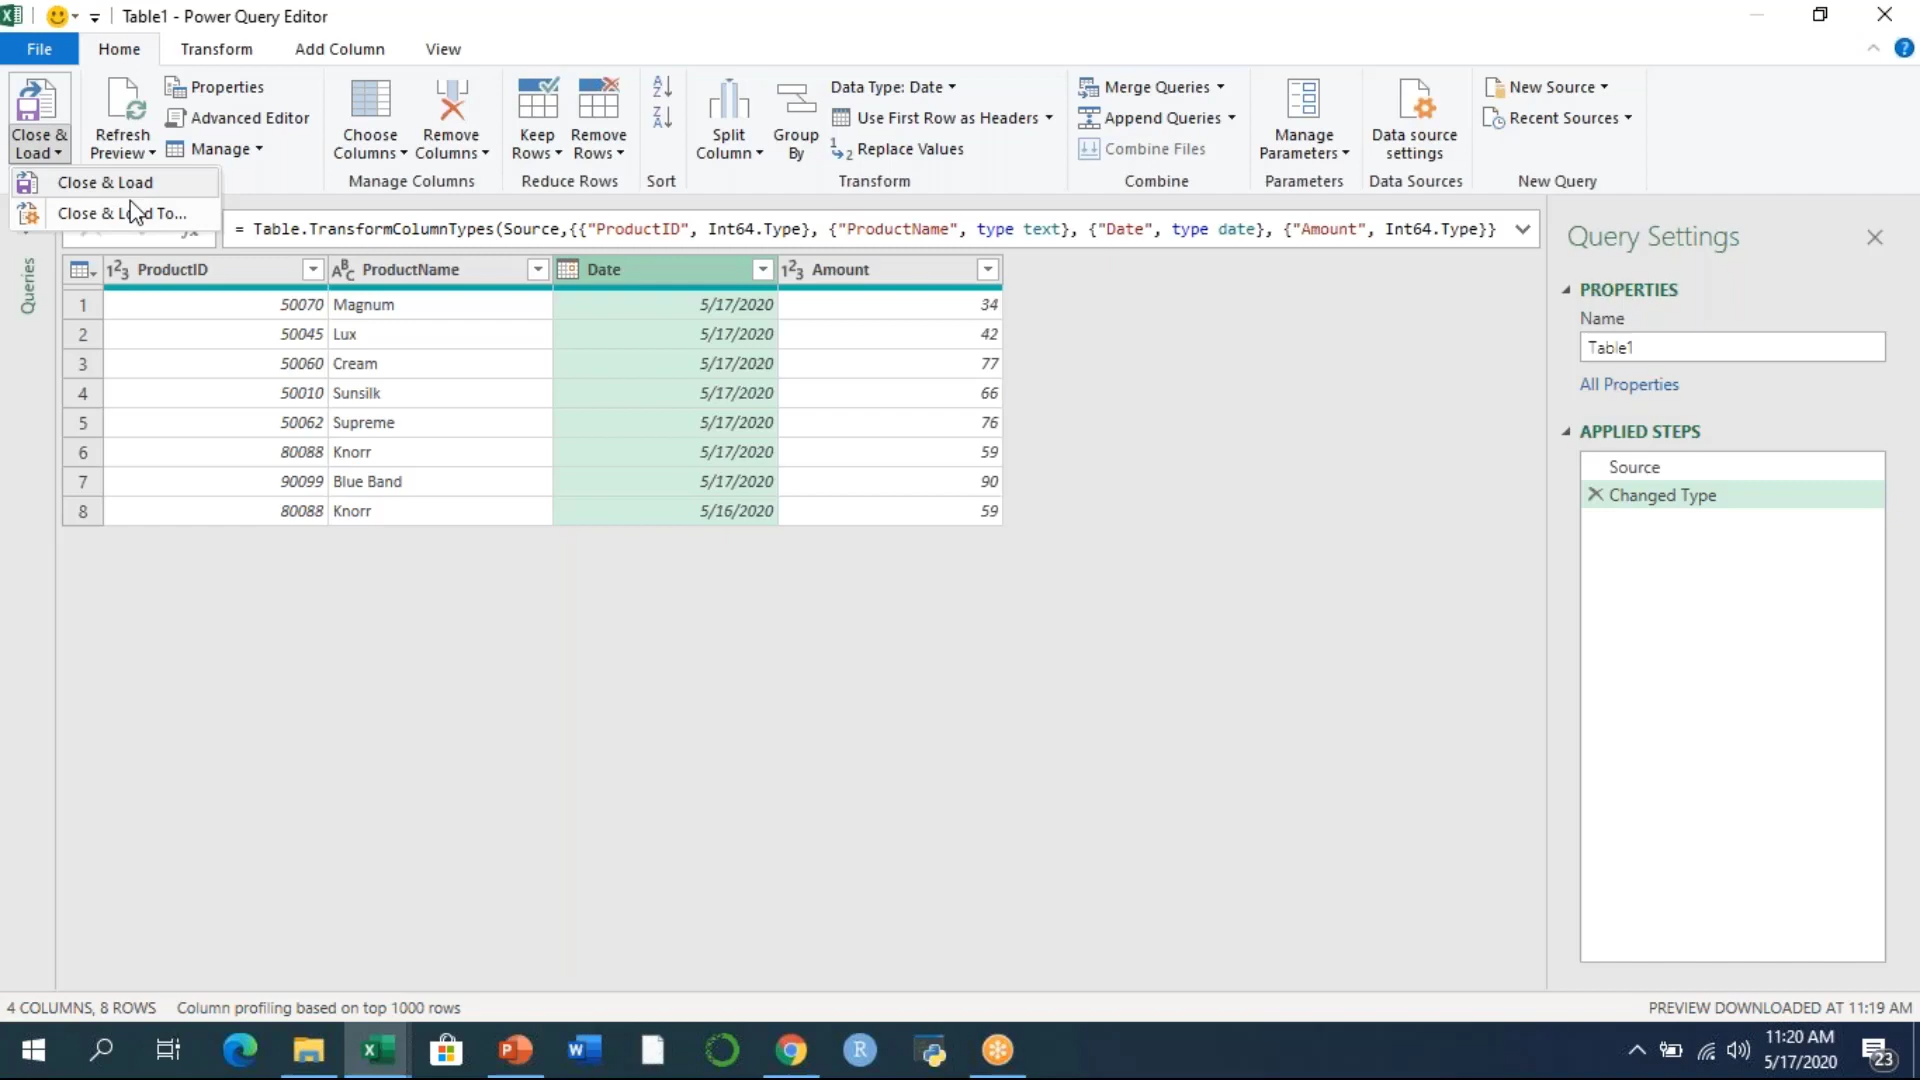 Table1 - Power Query Editor
File Home Transform Add Column View
Close & Load
Refresh Preview
Properties
Advanced Editor
Manage
Choose Columns
Remove Columns
Manage Columns
Keep Rows
Remove Rows
Reduce Rows
Sort
Split Column
Group By
Data Type: Date
Use First Row as Headers
Replace Values
Transform
Merge Queries
Append Queries
Combine Files
Combine
Manage Parameters
Parameters
Data source settings
Data Sources
New Source
Recent Sources
New Query
Close & Load
Close & Load To...
= Table.TransformColumnTypes(Source,{{"ProductID", Int64.Type}, {"ProductName", type text}, {"Date", type date}, {"Amount", Int64.Type}}
Queries
ProductID ProductName Date Amount
1 50070 Magnum 5/17/2020 34
2 50045 Lux 5/17/2020 42
3 50060 Cream 5/17/2020 77
4 50010 Sunsilk 5/17/2020 66
5 50062 Supreme 5/17/2020 76
6 80088 Knorr 5/17/2020 59
7 90099 Blue Band 5/17/2020 90
8 80088 Knorr 5/16/2020 59
Query Settings
PROPERTIES
Name
Table1
All Properties
APPLIED STEPS
Source
Changed Type
4 COLUMNS, 8 ROWS Column profiling based on top 1000 rows
PREVIEW DOWNLOADED AT 11:19 AM
11:20 AM
5/17/2020
23